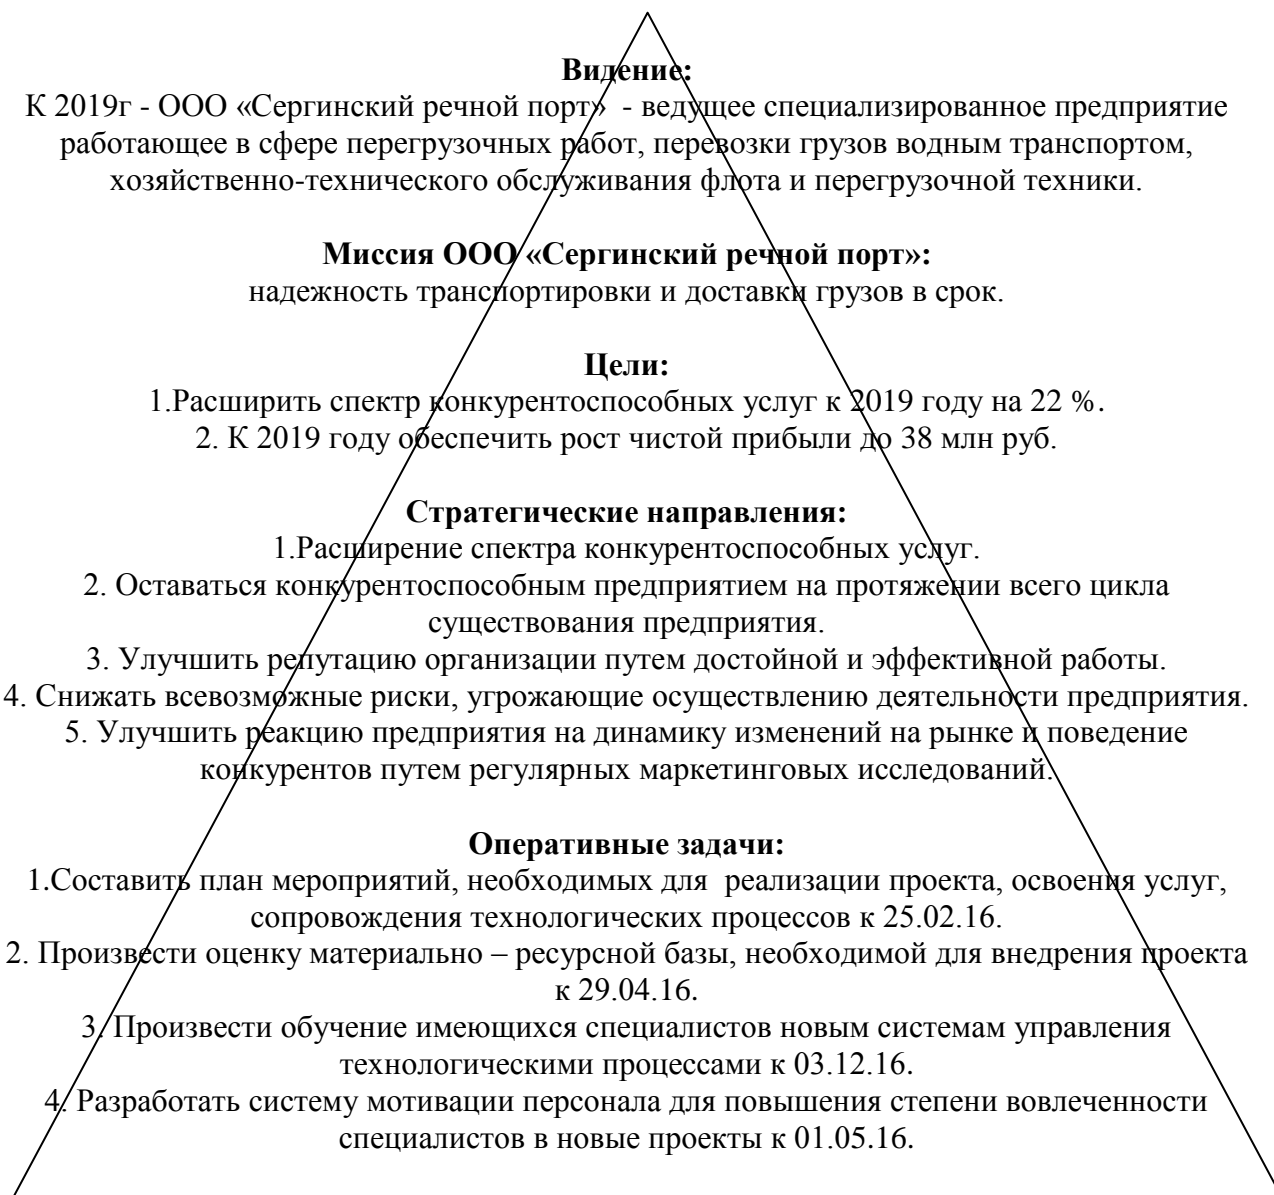 Видение:
К 2019г - ООО «Сергинский речной порт»  - ведущее специализированное предприятие
работающее в сфере перегрузочных работ, перевозки грузов водным транспортом,
хозяйственно-технического обслуживания флота и перегрузочной техники.
Миссия ООО «Сергинский речной порт»:
надежность транспортировки и доставки грузов в срок.
Цели:
1.Расширить спектр конкурентоспособных услуг к 2019 году на 22 %.
2. К 2019 году обеспечить рост чистой прибыли до 38 млн руб.
Стратегические направления:
1.Расширение спектра конкурентоспособных услуг.
2. Оставаться конкурентоспособным предприятием на протяжении всего цикла
существования предприятия.
3. Улучшить репутацию организации путем достойной и эффективной работы.
4. Снижать всевозможные риски, угрожающие осуществлению деятельности предприятия.
5. Улучшить реакцию предприятия на динамику изменений на рынке и поведение
конкурентов путем регулярных маркетинговых исследований.
Оперативные задачи:
1.Составить план мероприятий, необходимых для  реализации проекта, освоения услуг,
сопровождения технологических процессов к 25.02.16.
2. Произвести оценку материально – ресурсной базы, необходимой для внедрения проекта
к 29.04.16.
3. Произвести обучение имеющихся специалистов новым системам управления
технологическими процессами к 03.12.16.
4. Разработать систему мотивации персонала для повышения степени вовлеченности
специалистов в новые проекты к 01.05.16.